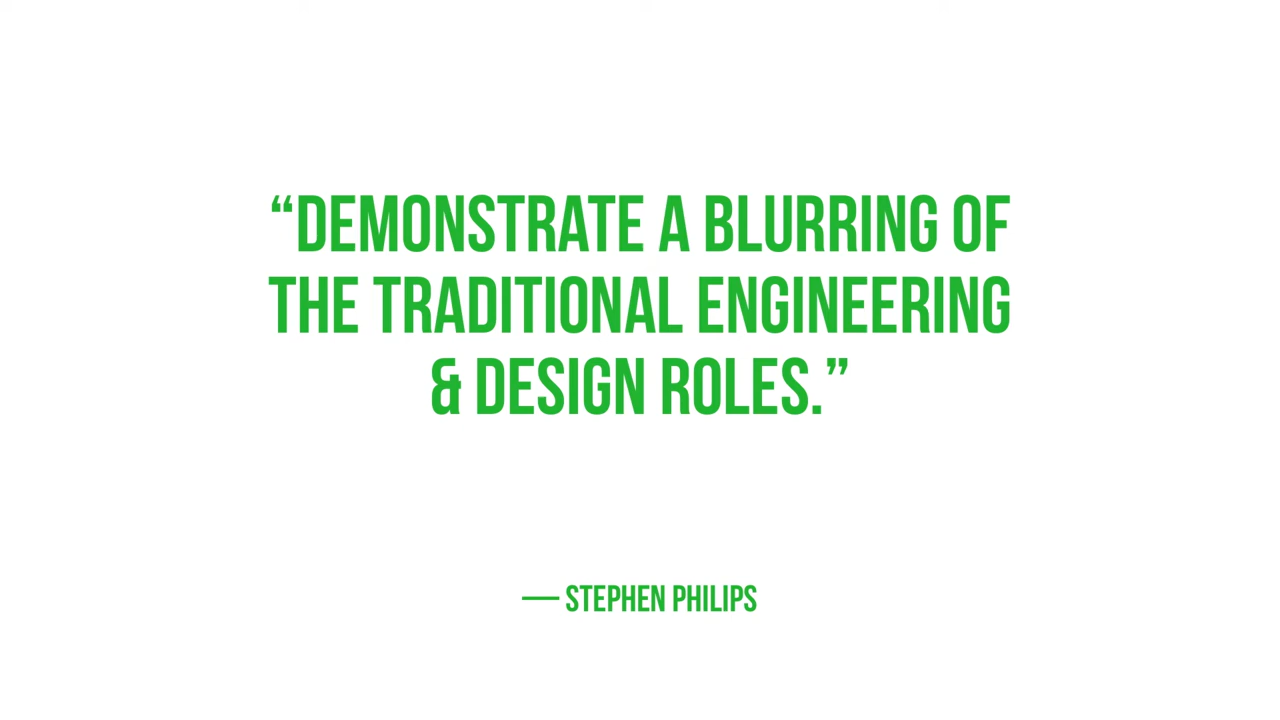 “DEMONSTRATE A BLURRING OF
THE TRADITIONAL ENGINEERING
& DESIGN ROLES.”
— STEPHEN PHILIPS